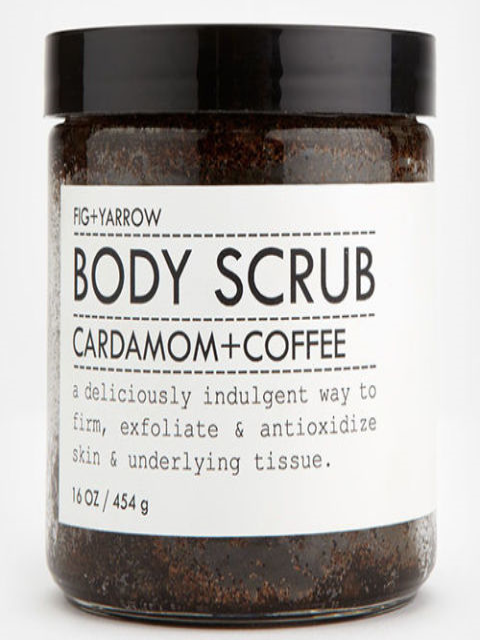 FIG+YARROW
BODY SCRUB
CARDAMOM+COFFEE
a deliciously indulgent way to
firm, exfoliate & antioxidize
skin & underlying tissue.
16 OZ / 454 g